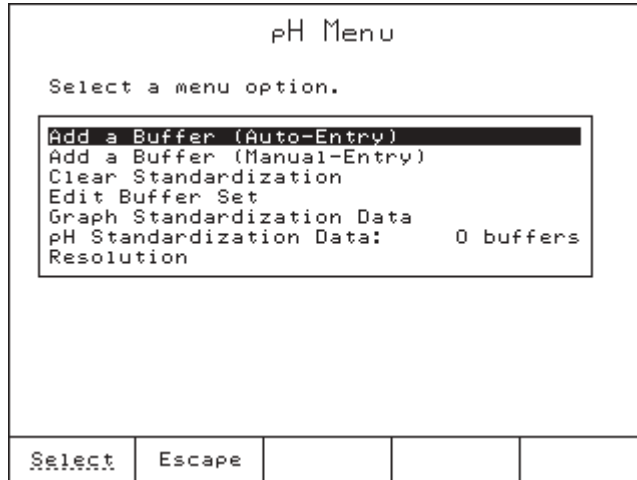 pH Menu
Select a menu option.
Add a Buffer (Auto-Entry)
Add a Buffer (Manual-Entry)
Clear Standardization
Edit Buffer Set
Graph Standardization Data
pH Standardization Data: 0 buffers
Resolution
Select Escape